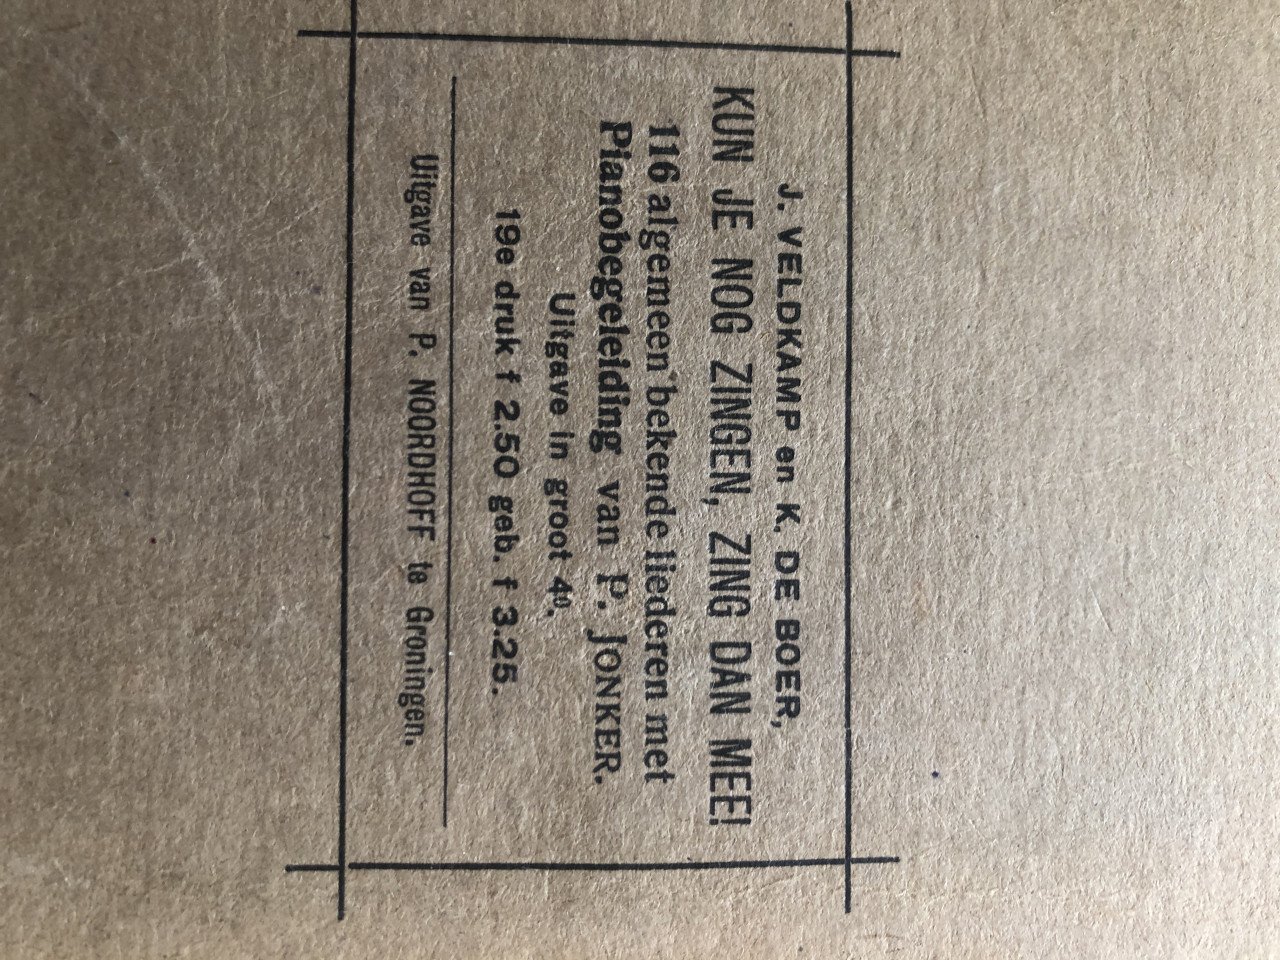 J. VELDKAMP en K. DE BOER,
KUN JE NOG ZINGEN, ZING DAN MEE!
116 algemeen bekende liederen met
Pianobegeleiding van P. JONKER.
Uitgave in groot 4⁰.
19e druk f 2.50 geb. f 3.25.
Uitgave van P. NOORDHOFF te Groningen.